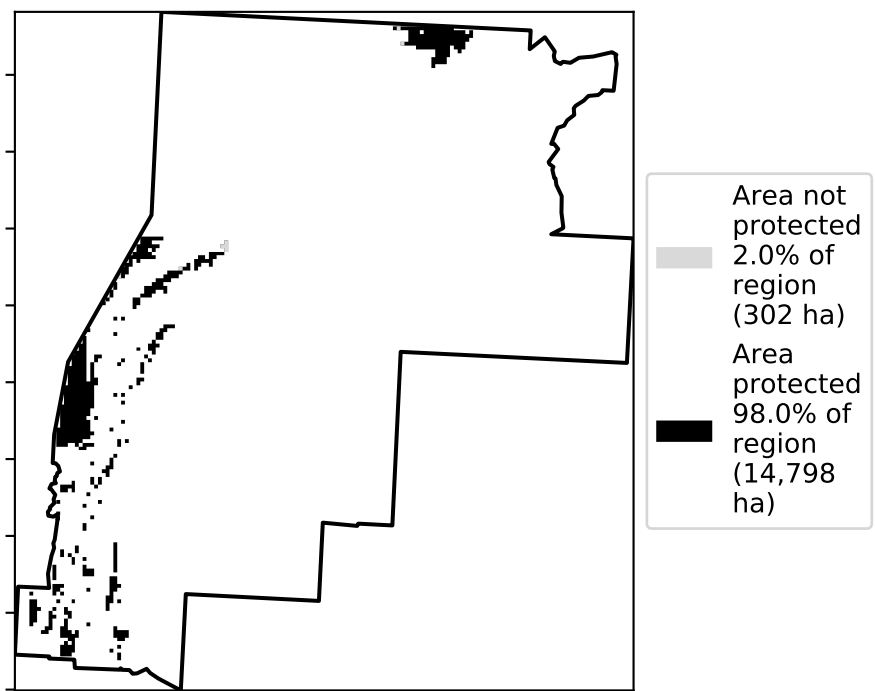 Area not
protected
2.0% of
region
(302 ha)
Area
protected
98.0% of
region
(14,798
ha)